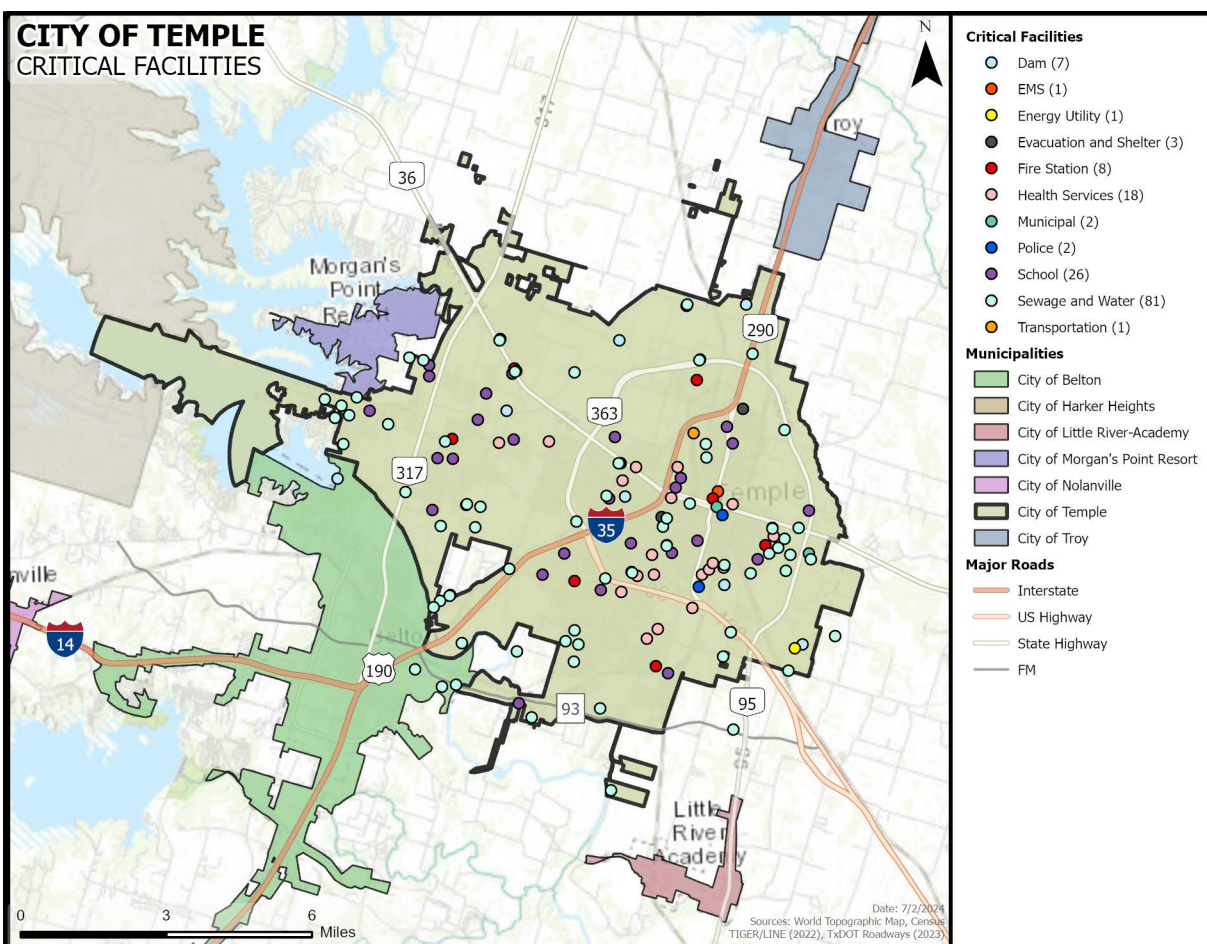 CITY OF TEMPLE
CRITICAL FACILITIES
N
Critical Facilities
Dam (7)
EMS (1)
Energy Utility (1)
Evacuation and Shelter (3)
Fire Station (8)
Health Services (18)
Municipal (2)
Police (2)
School (26)
Sewage and Water (81)
Transportation (1)
Municipalities
City of Belton
City of Harker Heights
City of Little River-Academy
City of Morgan's Point Resort
City of Nolanville
City of Temple
City of Troy
Major Roads
Interstate
US Highway
State Highway
FM
roy
36
Morgan's
Point
Resort
290
363
317
Temple
35
nville
14
Belton
190
93
95
Little
River
Academy
0 3 6
Miles
Date: 7/2/2024
Sources: World Topographic Map, Census
TIGER/LINE (2022), TxDOT Roadways (2023)